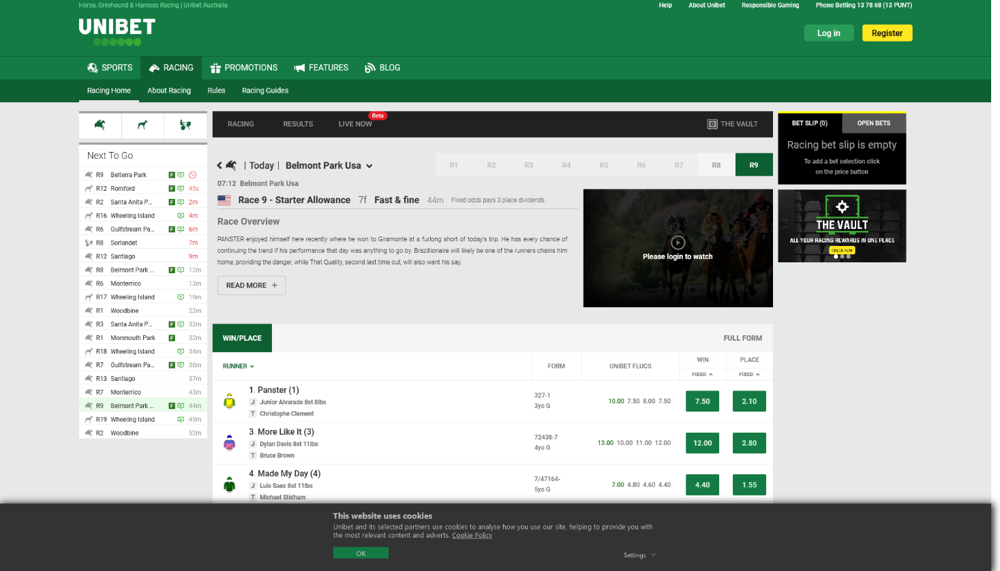 Horse, Greyhound & Harness Racing | Unibet Australia
Help About Unibet Responsible Gaming Phone Betting 13 78 68 (13 PUNT)
UNIBET
Log in Register
SPORTS RACING PROMOTIONS FEATURES BLOG
Racing Home About Racing Rules Racing Guides
Next To Go
R9 Belterra Park F
R12 Romford F 45s
R2 Santa Anita P... F 2m
R16 Wheeling Island 4m
R6 Gulfstream Pa... F 6m
R8 Sorlandet 7m
R12 Santiago 9m
R8 Belmont Park ... F 12m
R6 Monterrico 13m
R17 Wheeling Island 19m
R1 Woodbine 22m
R3 Santa Anita P... F 32m
R1 Monmouth Park F 32m
R18 Wheeling Island 34m
R7 Gulfstream Pa... F 36m
R13 Santiago 37m
R7 Monterrico 43m
R9 Belmont Park ... F 44m
R19 Wheeling Island 49m
R2 Woodbine 52m
RACING RESULTS LIVE NOW Beta THE VAULT
| Today | Belmont Park Usa
R1 R2 R3 R4 R5 R6 R7 R8 R9
07:12 Belmont Park Usa
Race 9 - Starter Allowance 7f Fast & fine 44m Fixed odds pays 3 place dividends
Race Overview
PANSTER enjoyed himself here recently where he won to Giramonte at a furlong short of today's trip. He has every chance of
continuing the trend if his performance that day was anything to go by. Brazillionaire will likely be one of the runners chains him
home, providing the danger, while That Quality, second last time out, will also want his say.
READ MORE +
Please login to watch
WIN/PLACE FULL FORM
RUNNER FORM UNIBET FLUCS WIN PLACE
FIXED FIXED
1. Panster (1)
J Junior Alvarado 8st 8lbs
T Christophe Clement
327-1
3yo G
10.00 7.50 8.00 7.50
7.50 2.10
3. More Like It (3)
J Dylan Davis 8st 11lbs
T Bruce Brown
72438-7
4yo G
13.00 10.00 11.00 12.00
12.00 2.80
4. Made My Day (4)
J Luis Saez 8st 11lbs
T Michael Stidham
7/47164-
5yo G
7.00 4.80 4.60 4.40
4.40 1.55
BET SLIP (0) OPEN BETS
Racing bet slip is empty
To add a bet selection click
on the price button
THE VAULT
ALL YOUR RACING REWARDS IN ONE PLACE
CHECK NOW
This website uses cookies
Unibet and its selected partners use cookies to analyse how you use our site, helping to provide you with
the most relevant content and adverts. Cookie Policy
OK
Settings